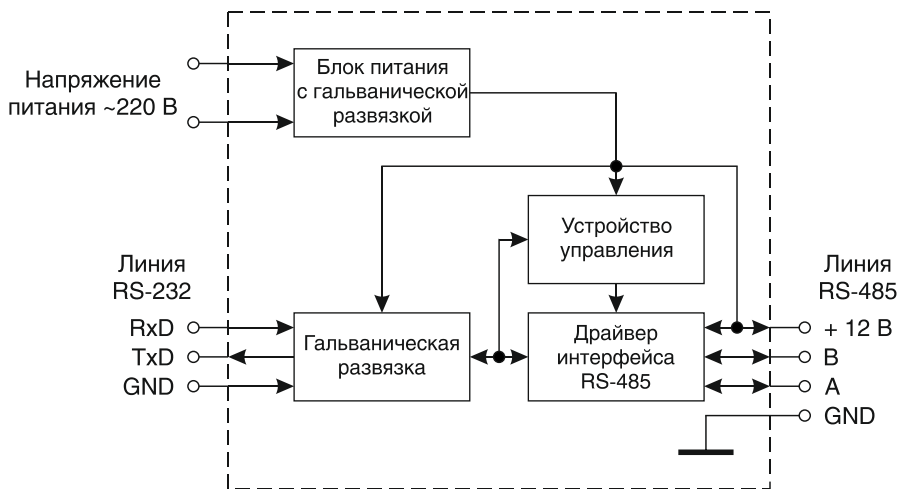 Напряжение
питания ~220 В
Блок питания
с гальванической
развязкой
Устройство
управления
Линия
RS-232
RxD
TxD
GND
Гальваническая
развязка
Драйвер
интерфейса
RS-485
Линия
RS-485
+ 12 В
B
A
GND